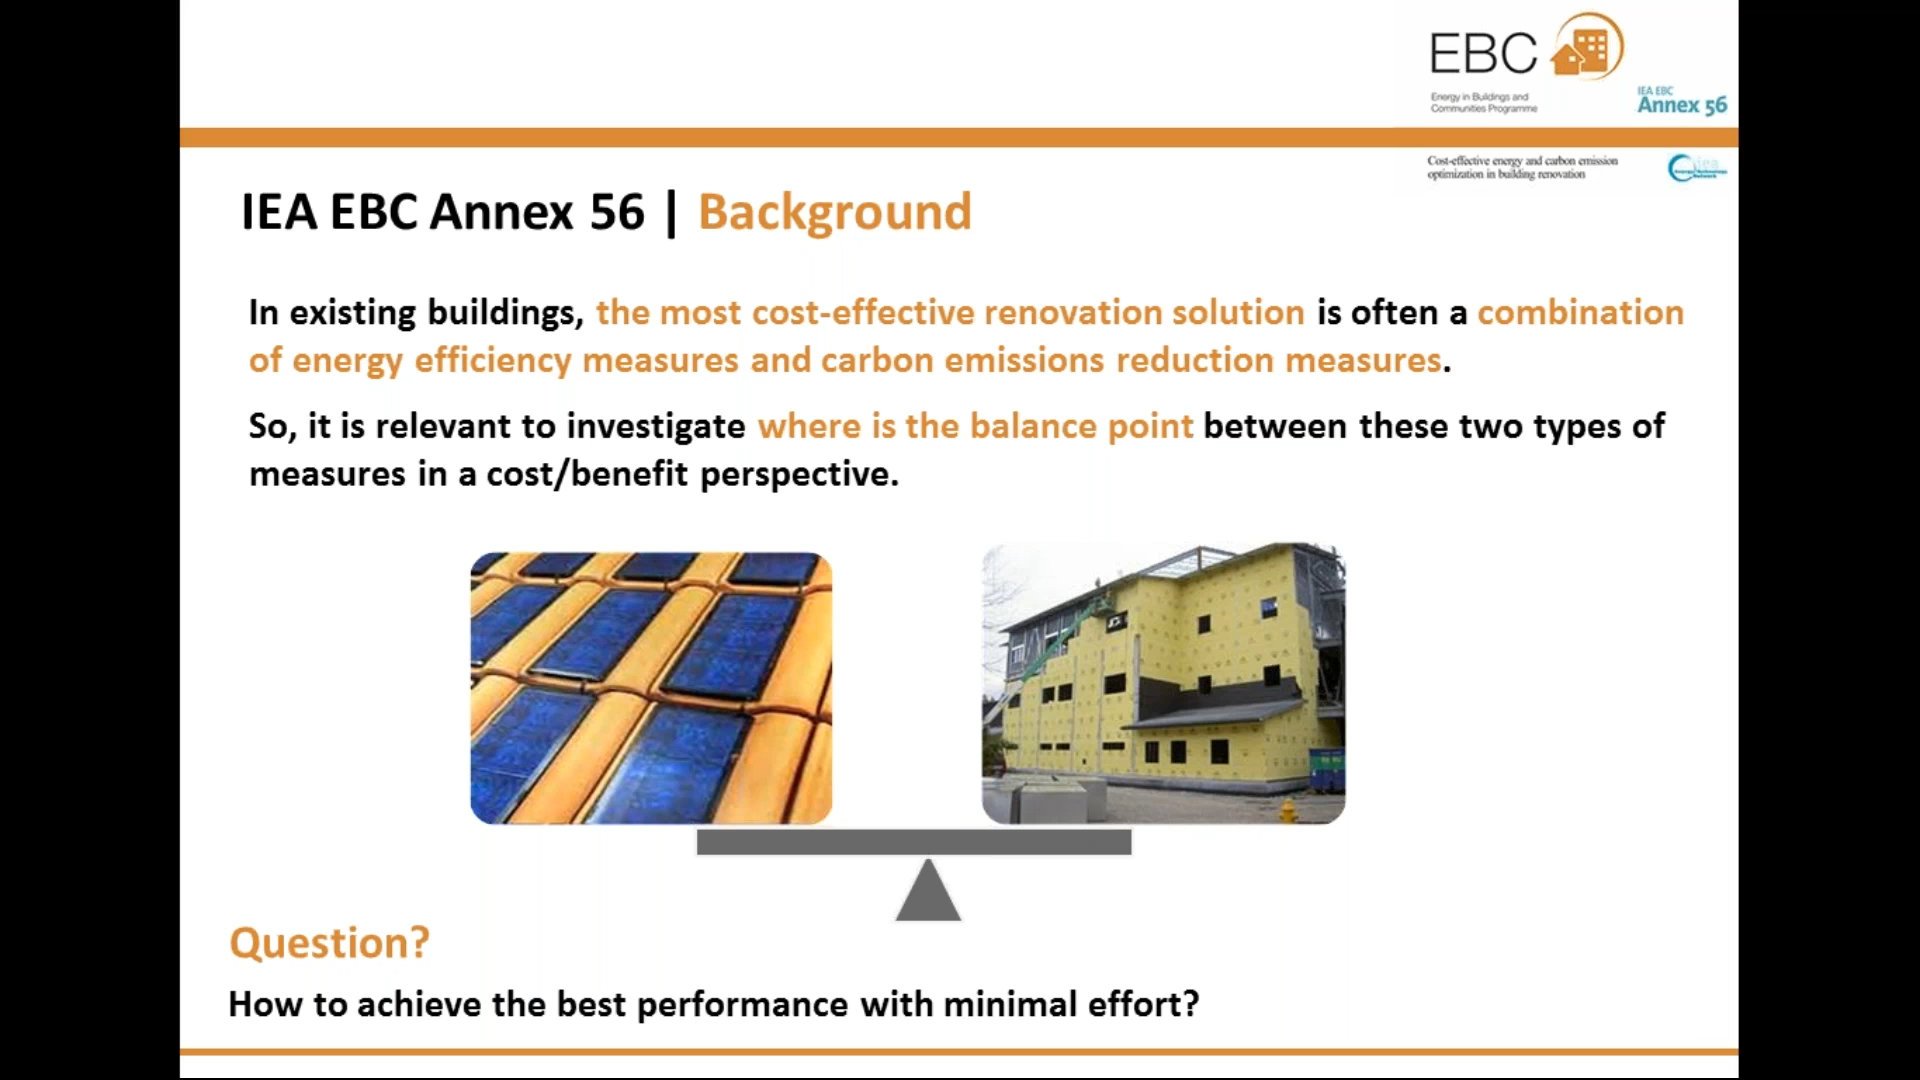 EBC
Energy in Buildings and
Communities Programme
IEA EBC
Annex 56
Cost-effective energy and carbon emission
optimization in building renovation
iea
Energy Technology
Network
IEA EBC Annex 56 | Background
In existing buildings, the most cost-effective renovation solution is often a combination
of energy efficiency measures and carbon emissions reduction measures.
So, it is relevant to investigate where is the balance point between these two types of
measures in a cost/benefit perspective.
Question?
How to achieve the best performance with minimal effort?